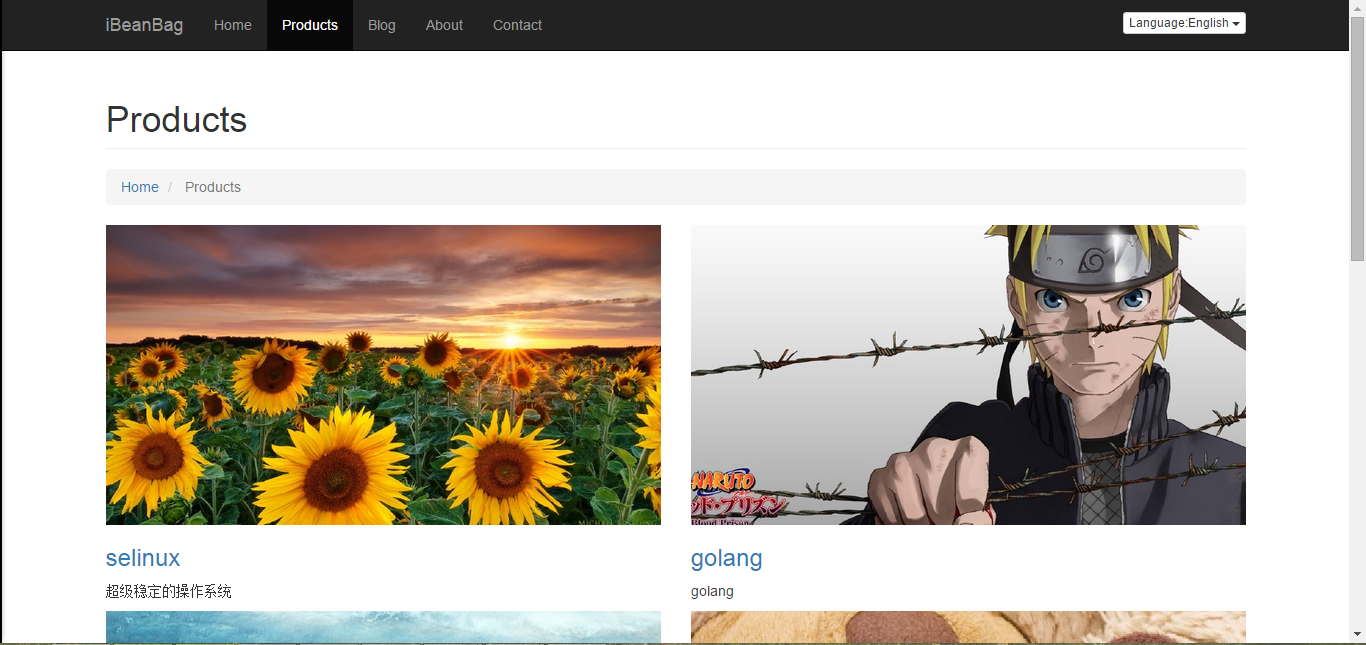 iBeanBag Home Products Blog About Contact Language:English
Products
Home / Products
NARUTO
ッド・プリズン
Blood Prison
selinux
golang
超级稳定的操作系统
golang